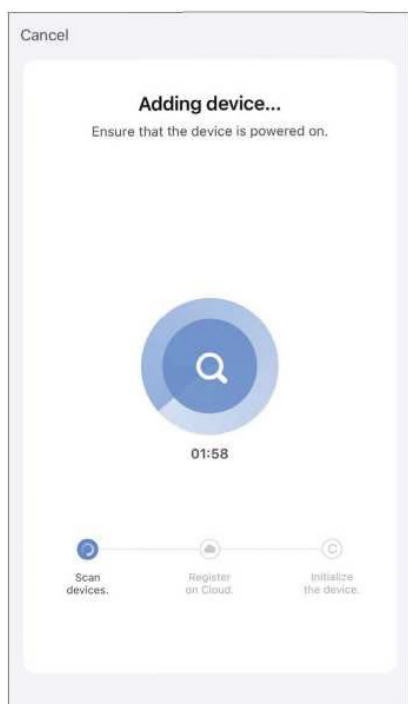 Cancel
Adding device...
Ensure that the device is powered on.
01:58
Scan
devices.
Register
on Cloud.
Initialize
the device.